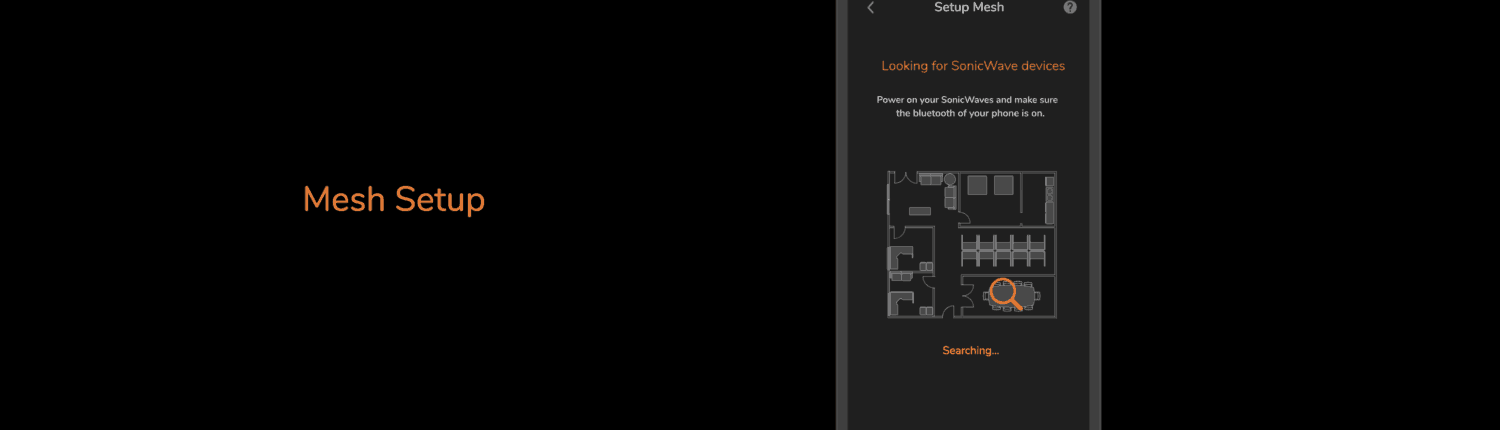 Mesh Setup
Setup Mesh
?
Looking for SonicWave devices
Power on your SonicWaves and make sure
the bluetooth of your phone is on.
Searching...